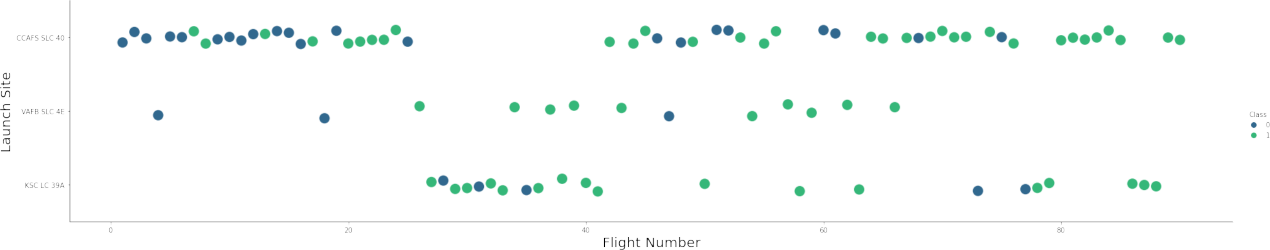 CCAFS SLC 40
VAFB SLC 4E
KSC LC 39A
Launch Site
0 20 40 60 80
Flight Number
Class
0
1